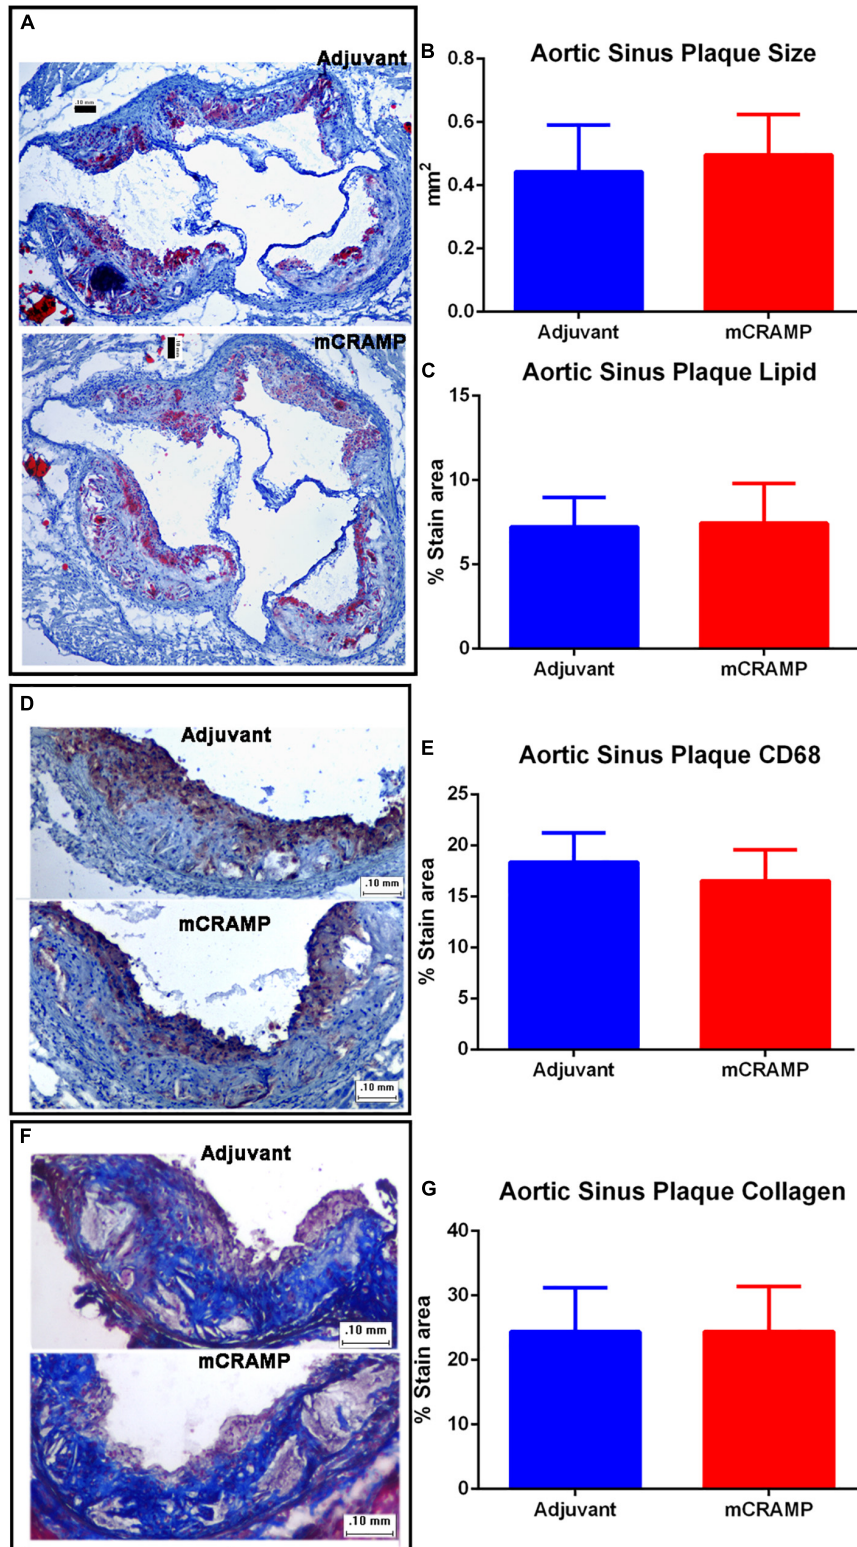 A
Adjuvant
.10 mm
mCRAMP
.10 mm
B
Aortic Sinus Plaque Size
mm2
0.8
0.6
0.4
0.2
0.0
Adjuvant mCRAMP
C
Aortic Sinus Plaque Lipid
% Stain area
15
10
5
0
Adjuvant mCRAMP
D
Adjuvant
.10 mm
mCRAMP
.10 mm
E
Aortic Sinus Plaque CD68
% Stain area
25
20
15
10
5
0
Adjuvant mCRAMP
F
Adjuvant
.10 mm
mCRAMP
.10 mm
G
Aortic Sinus Plaque Collagen
% Stain area
40
30
20
10
0
Adjuvant mCRAMP